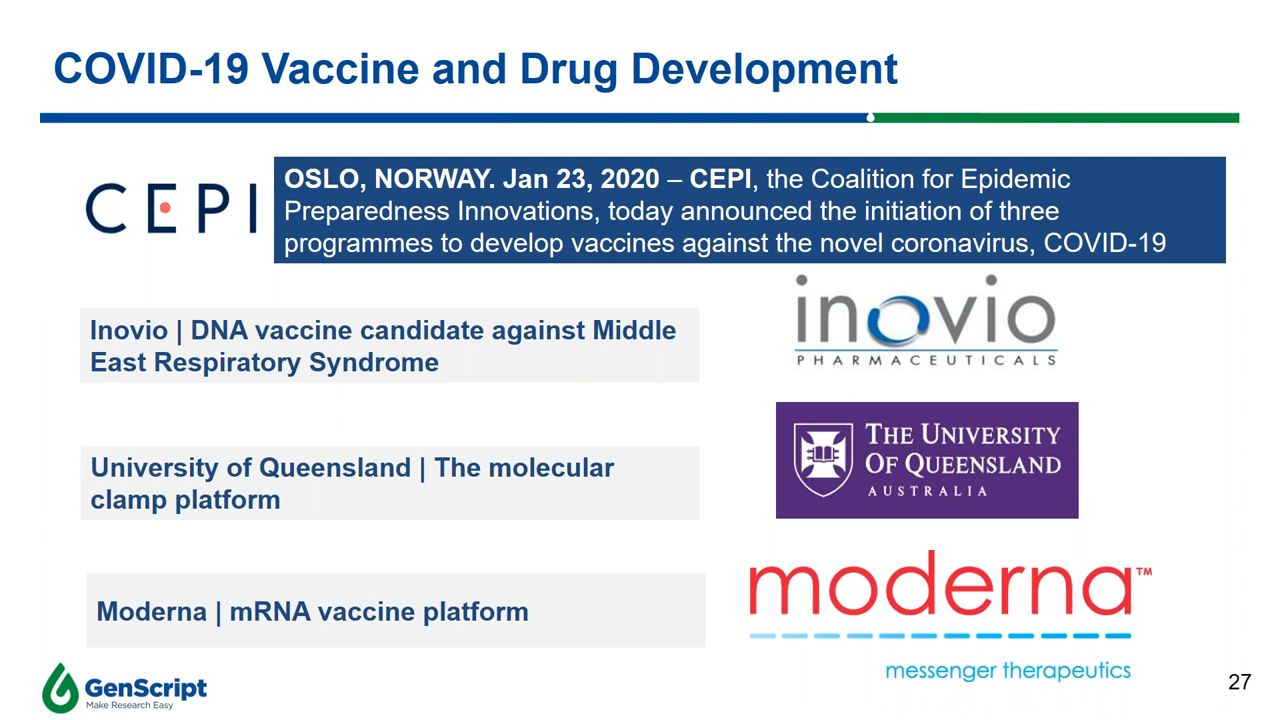 COVID-19 Vaccine and Drug Development
CEPI
OSLO, NORWAY. Jan 23, 2020 – CEPI, the Coalition for Epidemic
Preparedness Innovations, today announced the initiation of three
programmes to develop vaccines against the novel coronavirus, COVID-19
Inovio | DNA vaccine candidate against Middle
East Respiratory Syndrome
inovio
PHARMACEUTICALS
University of Queensland | The molecular
clamp platform
THE UNIVERSITY
OF QUEENSLAND
AUSTRALIA
Moderna | mRNA vaccine platform
moderna™
messenger therapeutics
GenScript
Make Research Easy
27